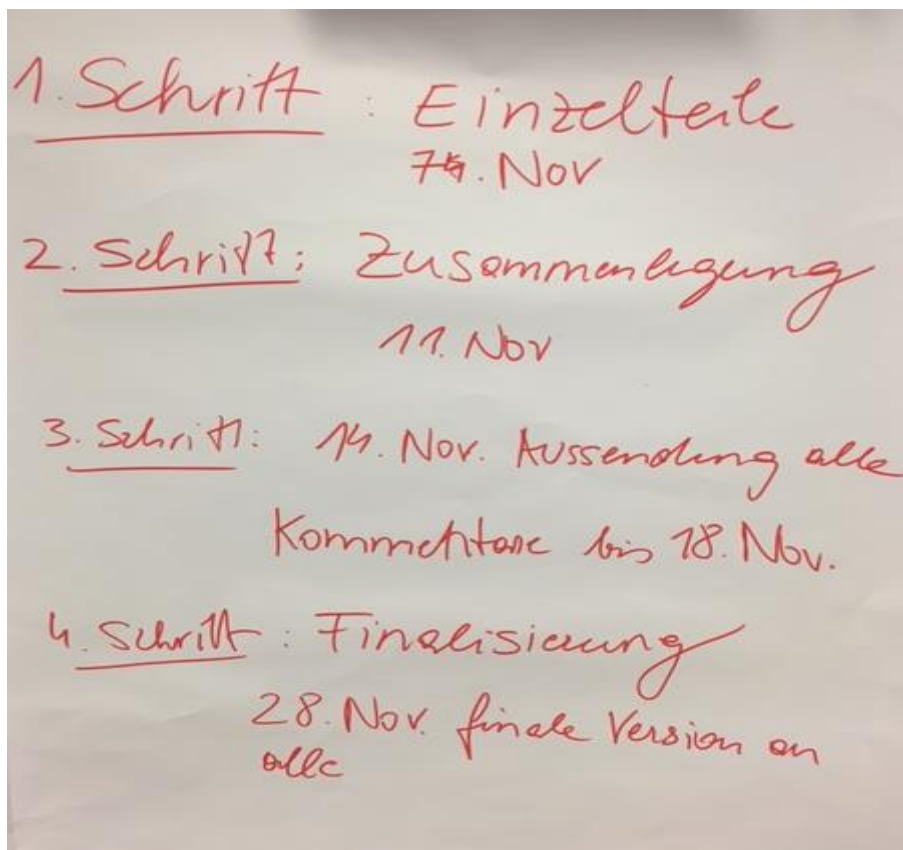 1. Schritt : Einzelteile
7. Nov
2. Schritt: Zusammenlegung
11. Nov
3. Schritt: 14. Nov. Aussendung alle
Kommentare bis 18. Nov.
4. Schritt : Finalisierung
28. Nov. finale Version an
alle